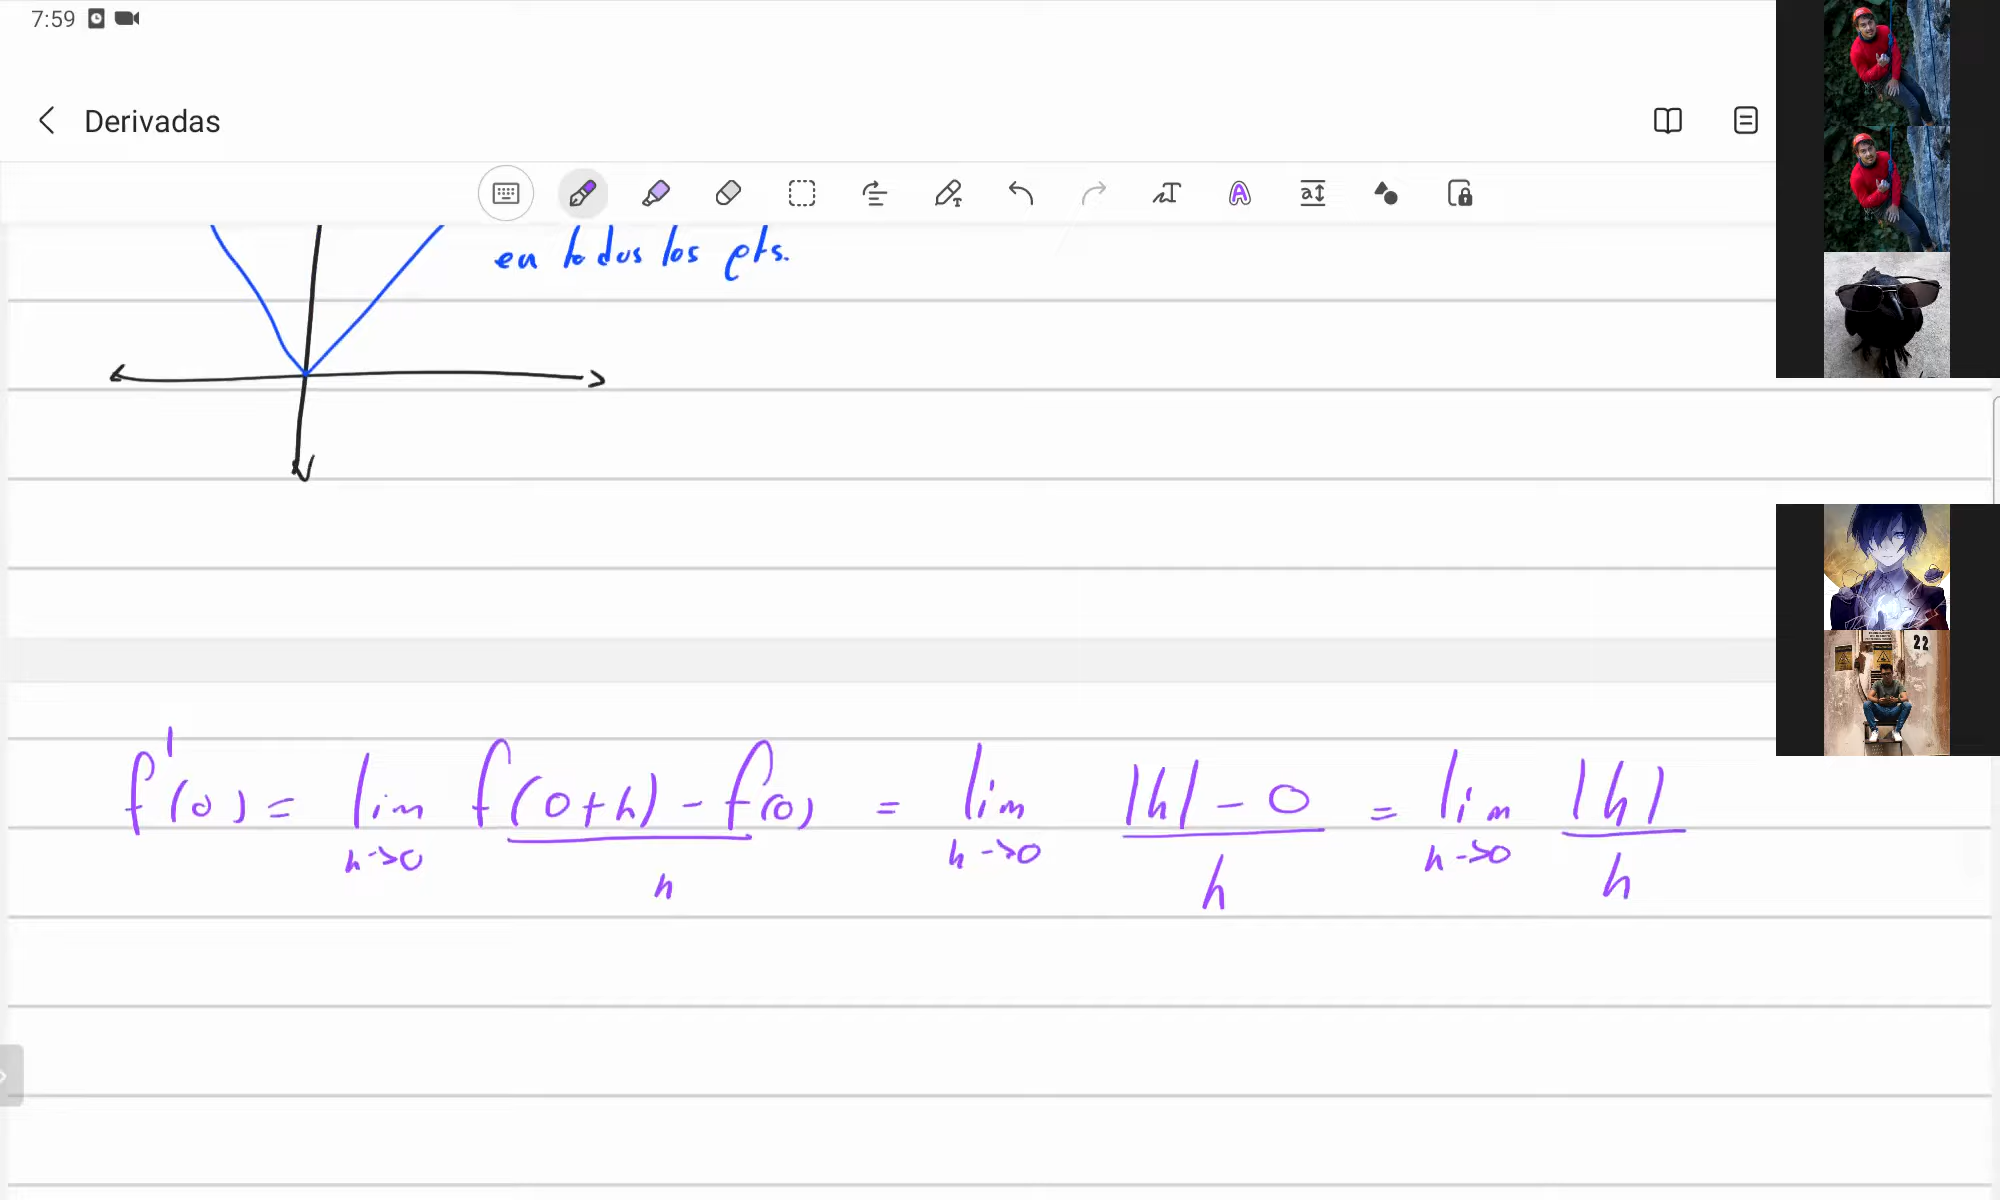 7:59
Derivadas
en todos los pts.
f'(0) = lim h->0 f(0+h) - f(0) / h = lim h->0 |h| - 0 / h = lim h->0 |h| / h
22